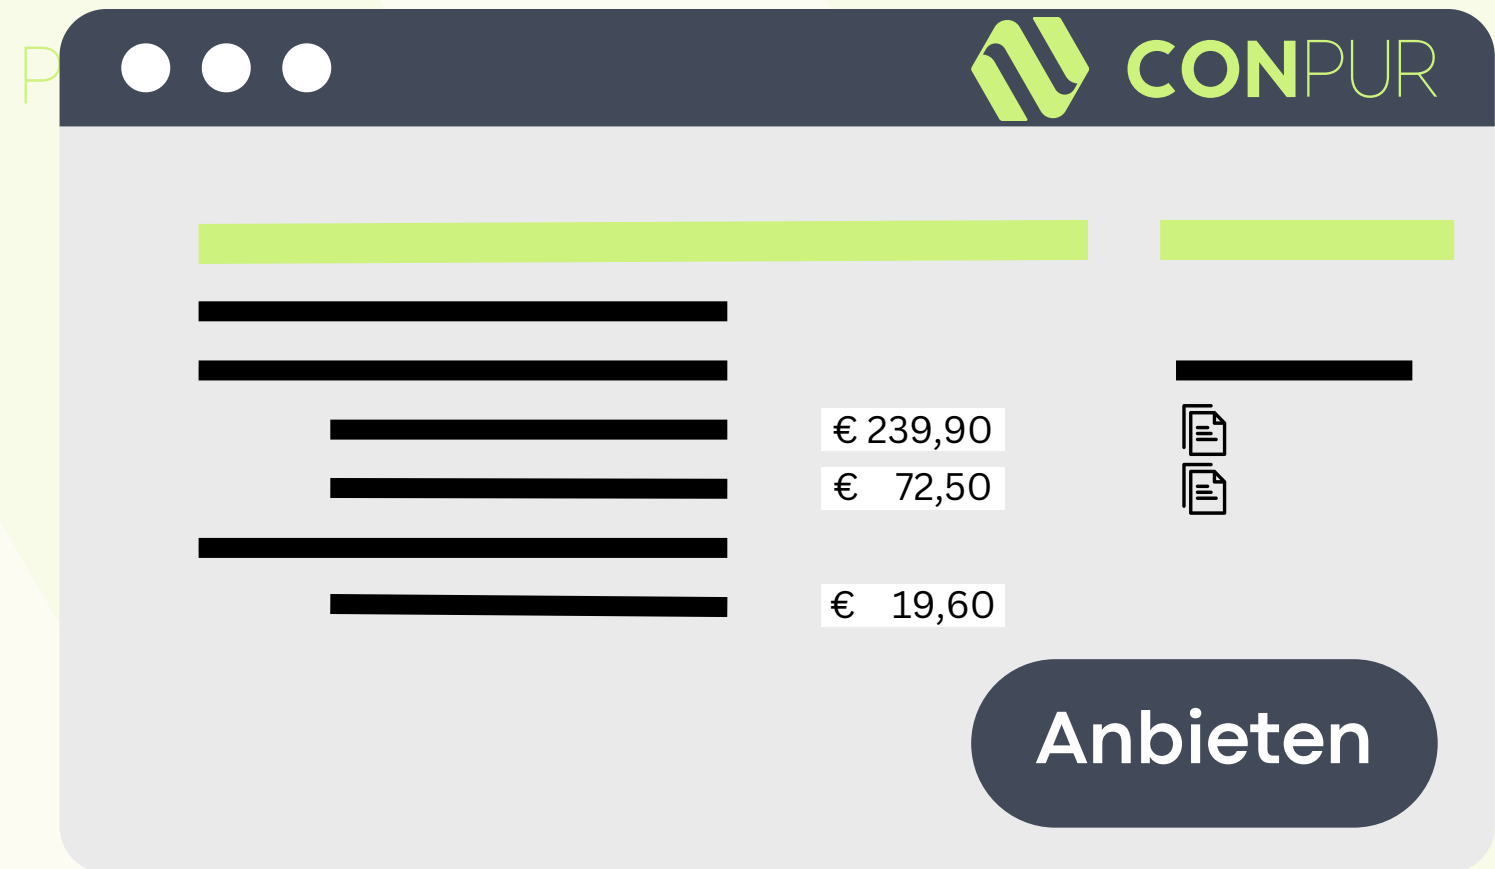 P
CONPUR
€ 239,90
€ 72,50
€ 19,60
Anbieten